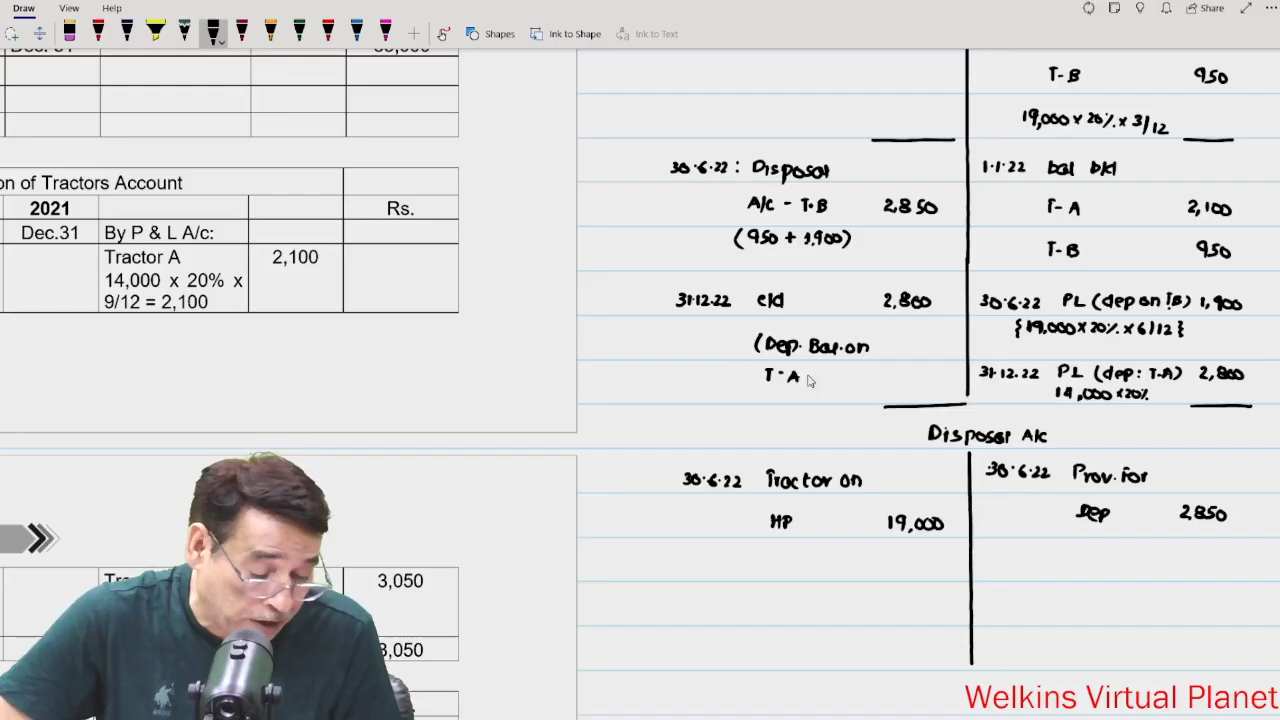 Draw View Help
Share
Shapes Ink to Shape Ink to Text
T-B 950
19,000 x 20% x 3/12
30.6.22 : Disposal
A/c - T.B 2,850
(950 + 1,900)
31.12.22 c/d 2,800
(Dep. Bal. on
T-A
1.1.22 bal b/d
T-A 2,100
T-B 950
30.6.22 PL (dep on T.B) 1,900
{19,000 x 20% x 6/12}
31.12.22 PL (dep: T.A) 2,800
14,000 x 20%
Disposal A/c
30.6.22 Tractor on
HP 19,000
30.6.22 Prov. for
Dep 2,850
on of Tractors Account
2021 Rs.
Dec.31 By P & L A/c:
Tractor A 2,100
14,000 x 20% x
9/12 = 2,100
3,050
3,050
Welkins Virtual Planet